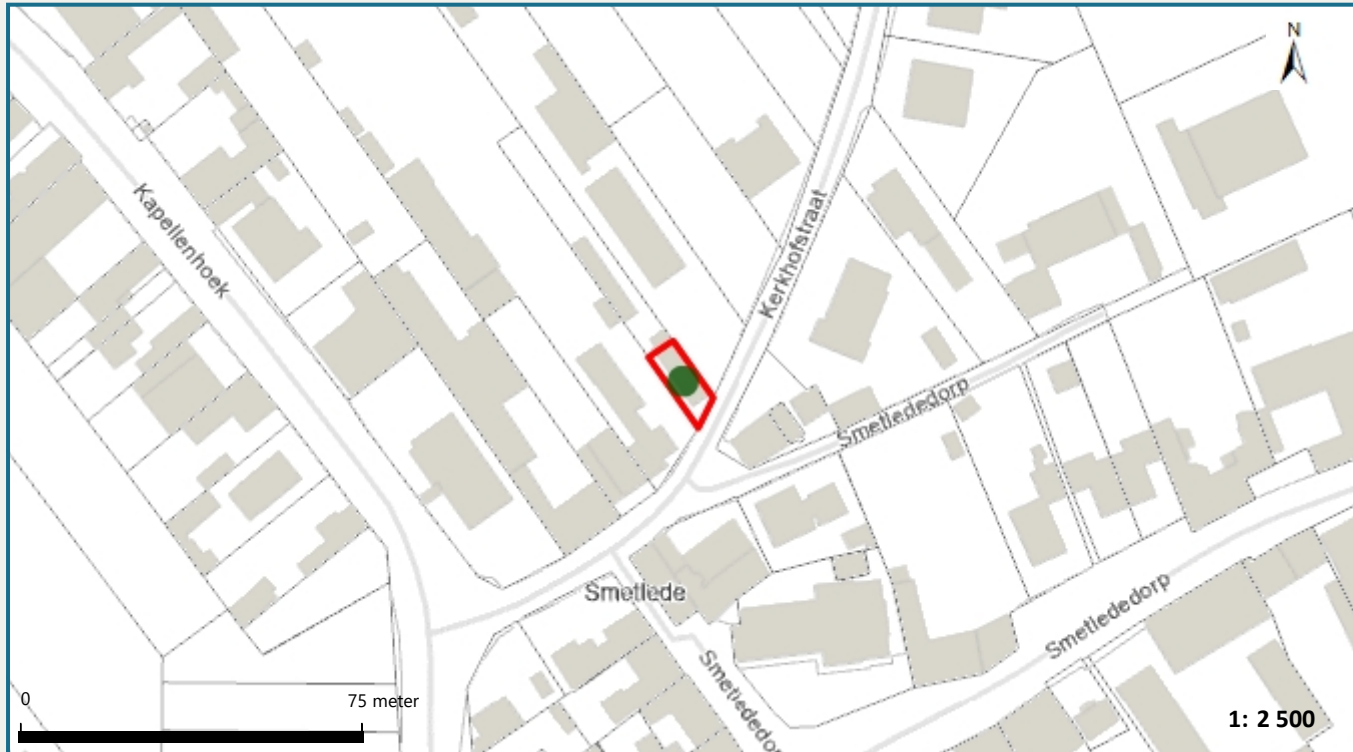 N
Kapellenhoek
Kerkhofstraat
Smetlededorp
Smetlede
Smetlededorp
Smetlededorp
0
75 meter
1: 2 500